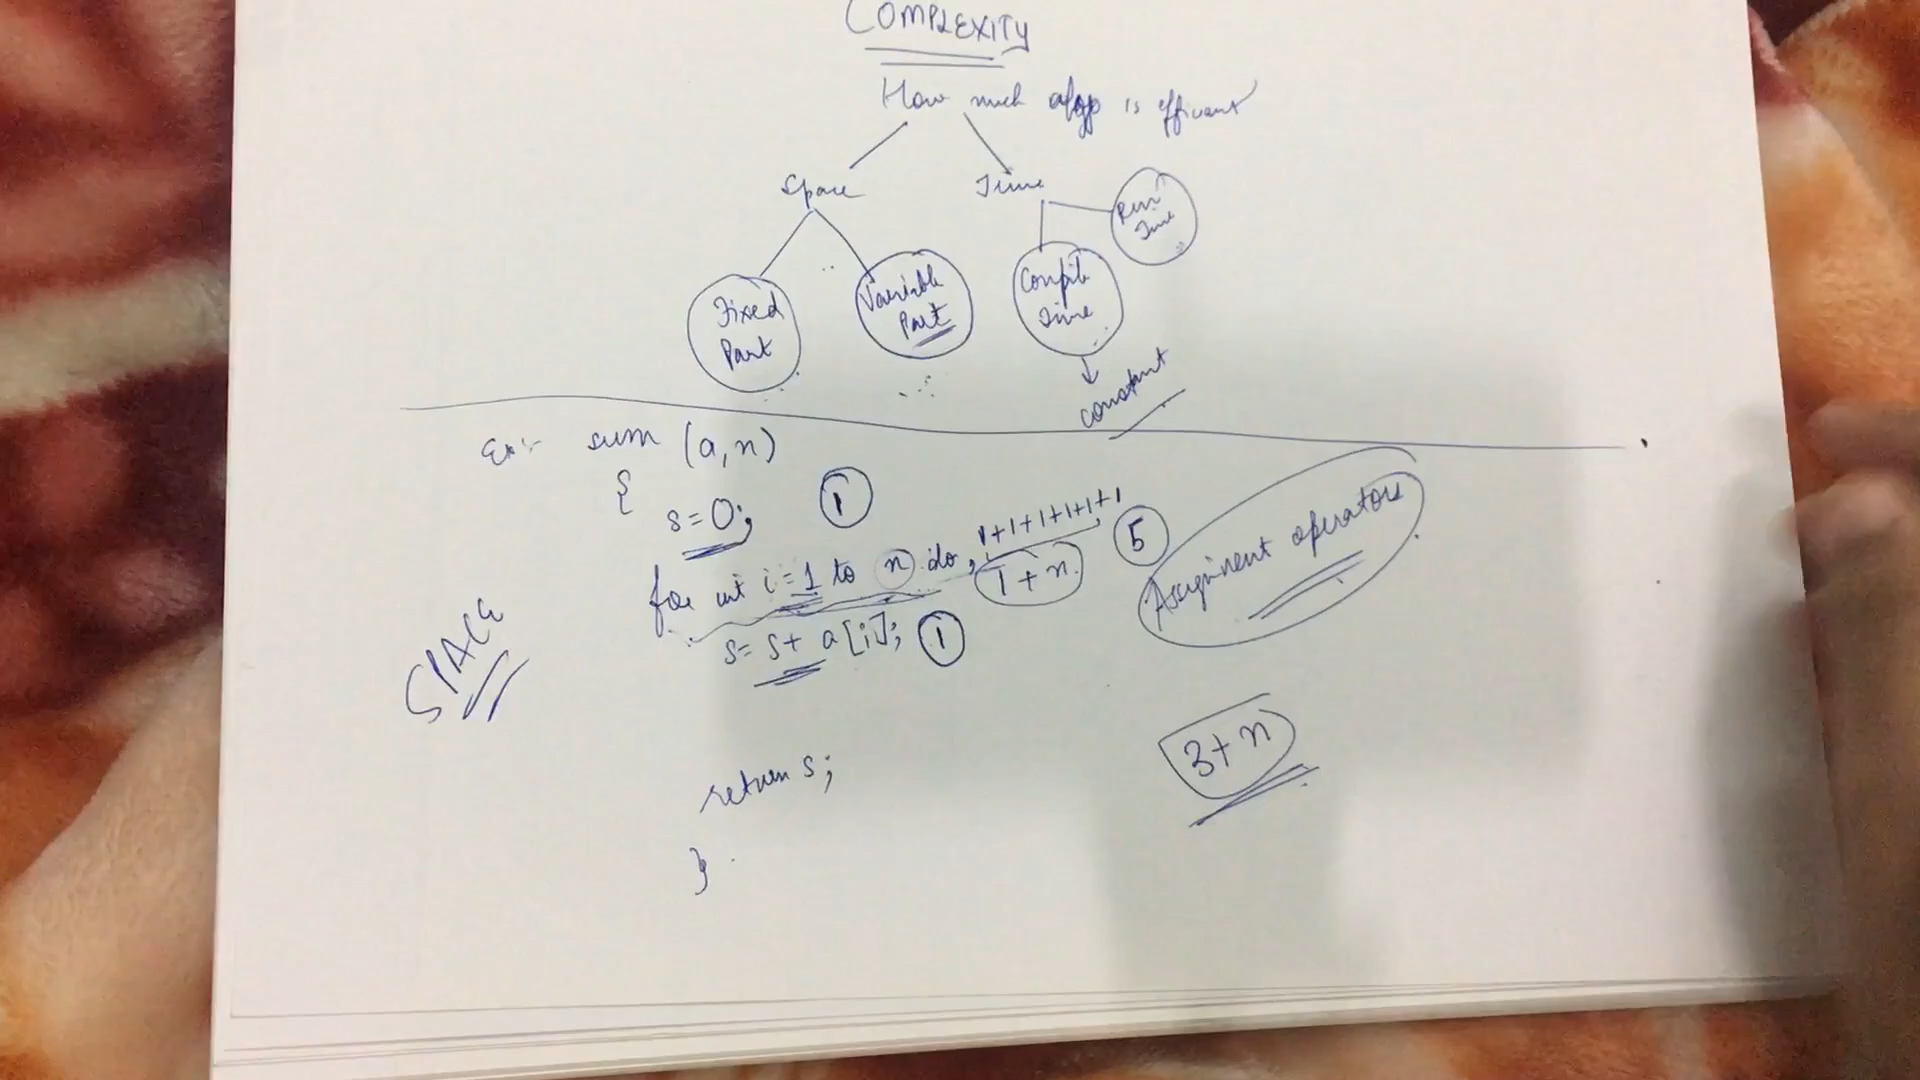 COMPLEXITY
How much algo is efficient
Space
Time
Run
Time
Fixed
Part
Variable
Part
Compile
Time
constant
Ex:- sum (a,n)
{
s=0;
1
for int i=1 to n do,
1+1+1+1+1+1
1+n
5
s= s+ a[i];
1
Assignment operators
SPACE
3+n
return s;
}